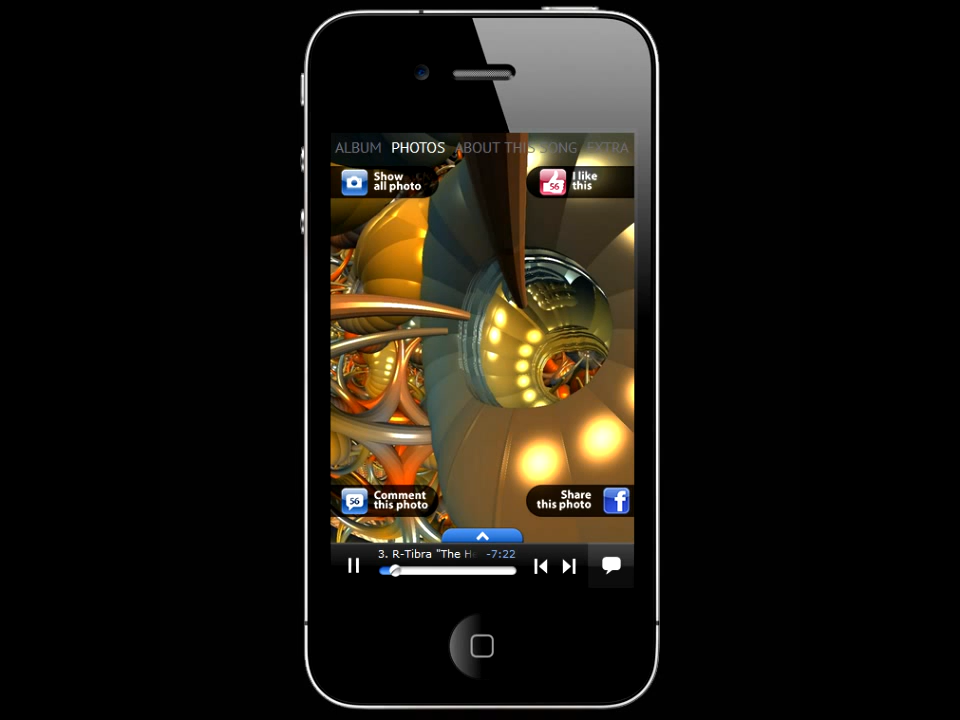 ALBUM PHOTOS ABOUT THIS SONG EXTRA
Show
all photo
56
I like
this
56
Comment
this photo
Share
this photo
f
3. R-Tibra "The He -7:22